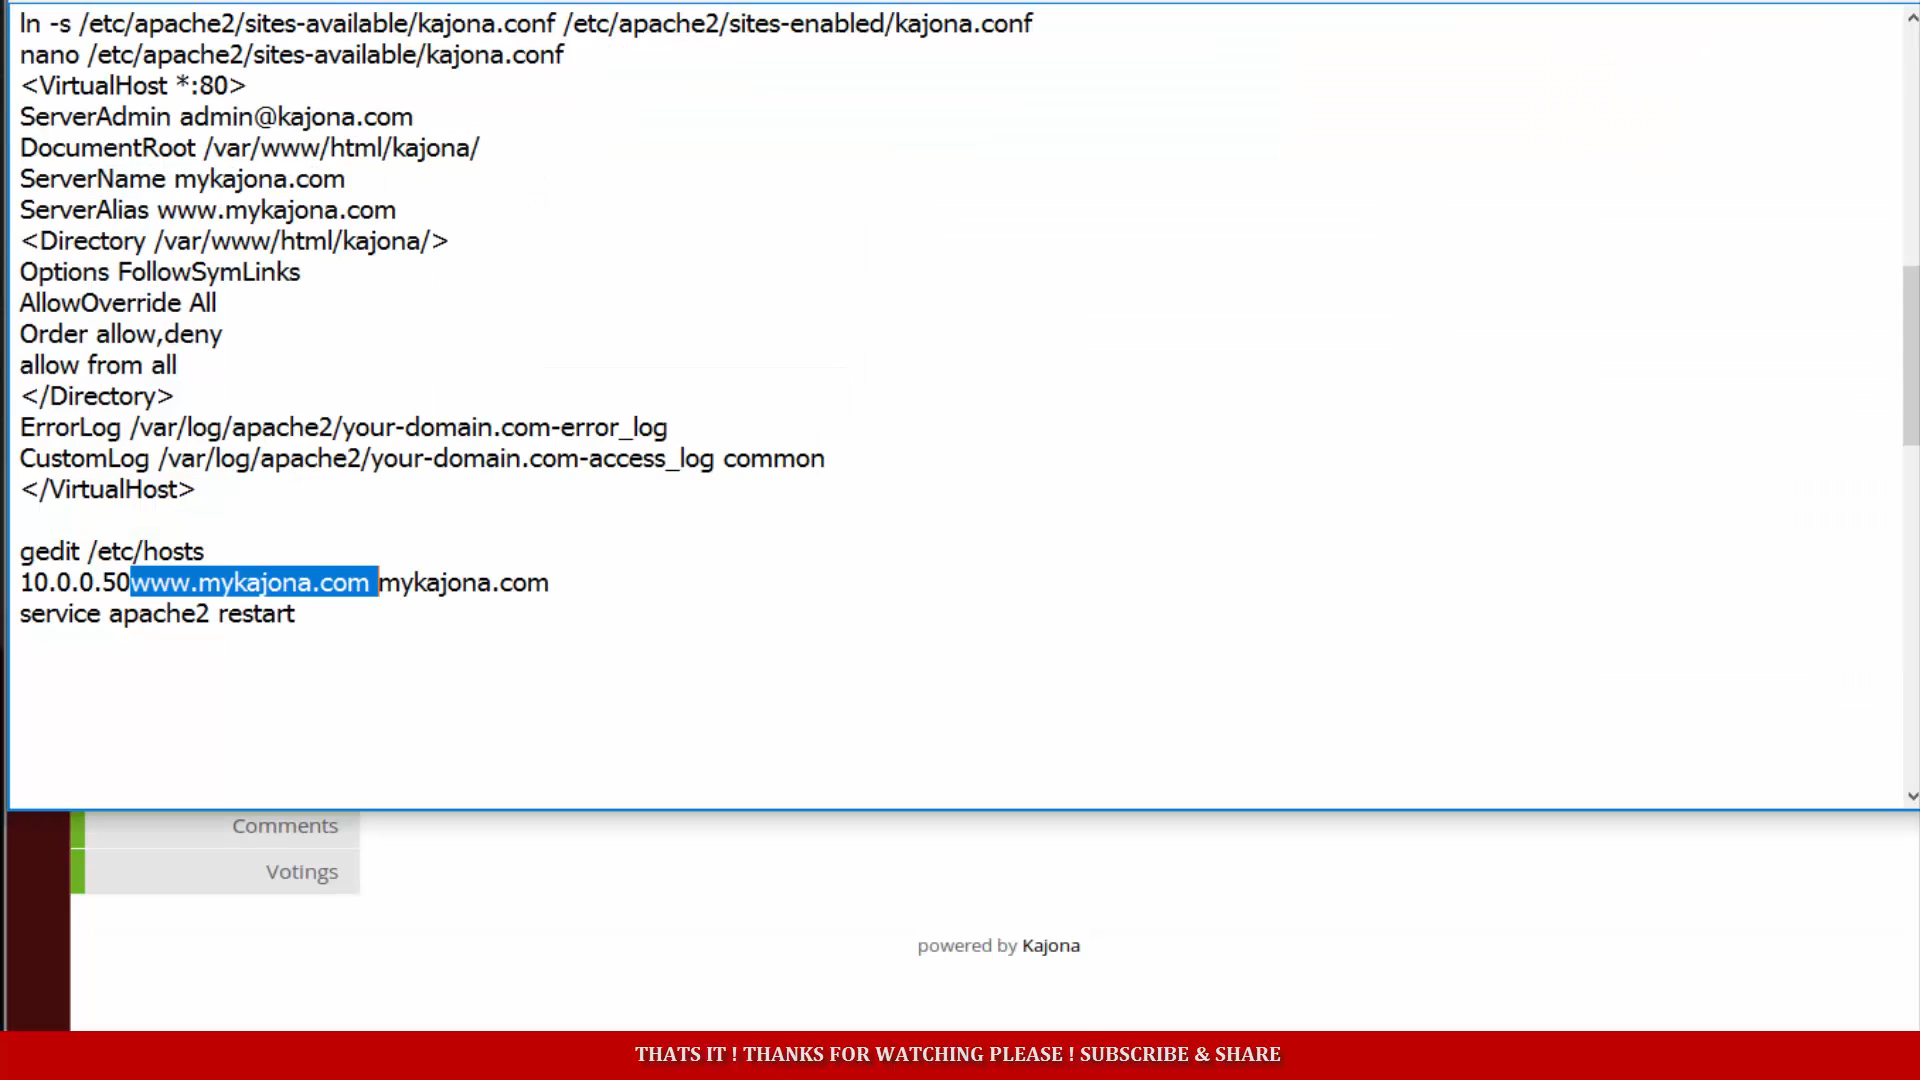 ln -s /etc/apache2/sites-available/kajona.conf /etc/apache2/sites-enabled/kajona.conf
nano /etc/apache2/sites-available/kajona.conf
<VirtualHost *:80>
ServerAdmin admin@kajona.com
DocumentRoot /var/www/html/kajona/
ServerName mykajona.com
ServerAlias www.mykajona.com
<Directory /var/www/html/kajona/>
Options FollowSymLinks
AllowOverride All
Order allow,deny
allow from all
</Directory>
ErrorLog /var/log/apache2/your-domain.com-error_log
CustomLog /var/log/apache2/your-domain.com-access_log common
</VirtualHost>
gedit /etc/hosts
10.0.0.50www.mykajona.com mykajona.com
service apache2 restart
Comments
Votings
powered by Kajona
THATS IT ! THANKS FOR WATCHING PLEASE ! SUBSCRIBE & SHARE